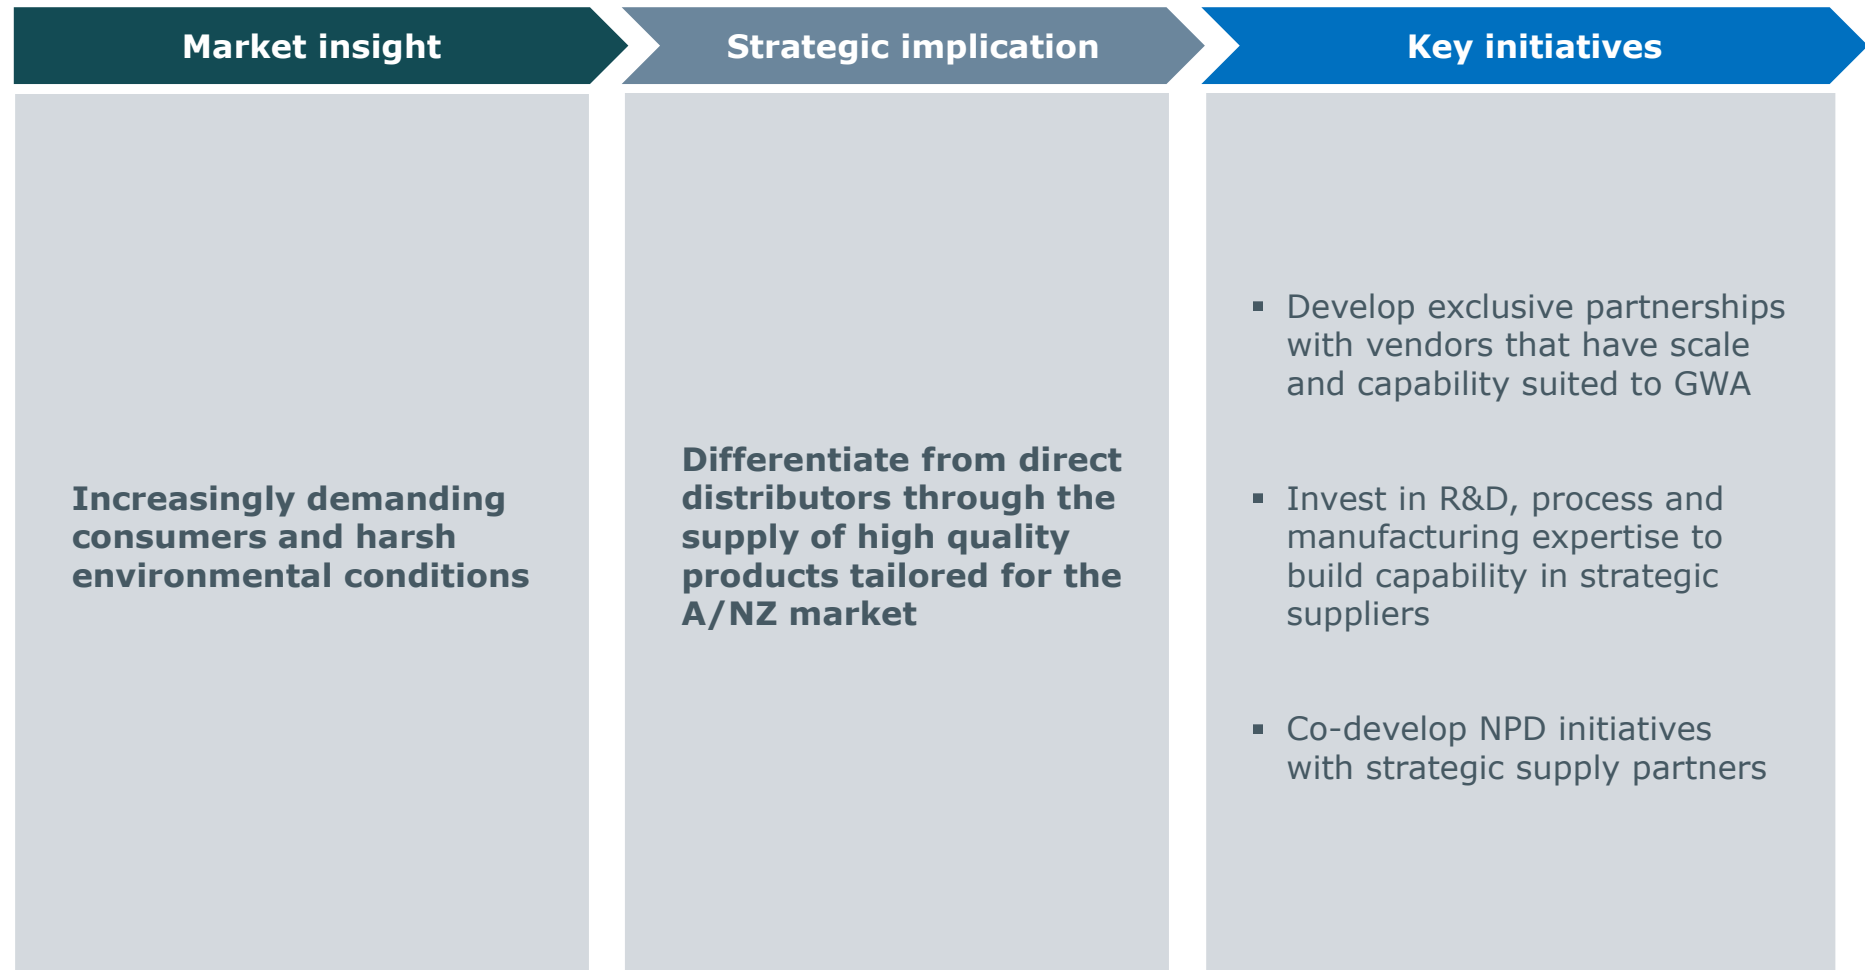 Market insight
Strategic implication
Key initiatives
Increasingly demanding
consumers and harsh
environmental conditions
Differentiate from direct
distributors through the
supply of high quality
products tailored for the
A/NZ market
▪ Develop exclusive partnerships
with vendors that have scale
and capability suited to GWA
▪ Invest in R&D, process and
manufacturing expertise to
build capability in strategic
suppliers
▪ Co-develop NPD initiatives
with strategic supply partners